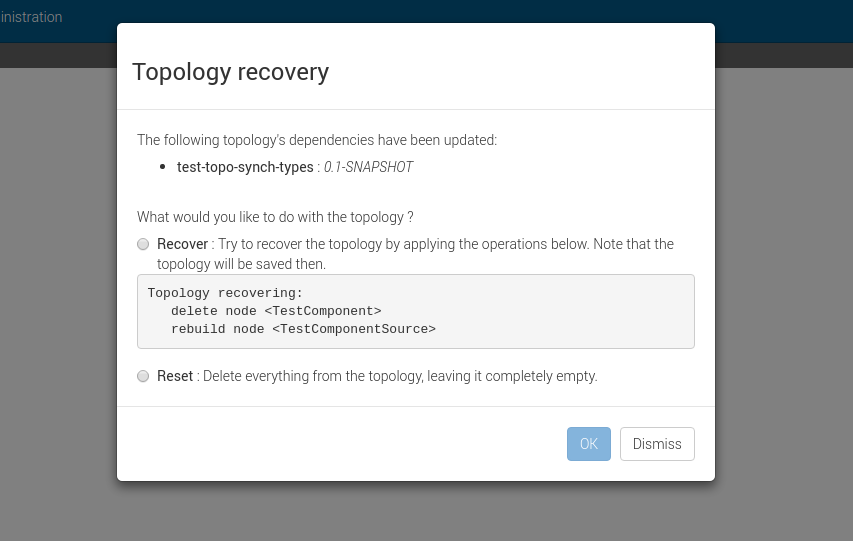 inistration
Topology recovery
The following topology's dependencies have been updated:
test-topo-synch-types : 0.1-SNAPSHOT
What would you like to do with the topology ?
Recover : Try to recover the topology by applying the operations below. Note that the
topology will be saved then.
Topology recovering:
delete node <TestComponent>
rebuild node <TestComponentSource>
Reset : Delete everything from the topology, leaving it completely empty.
OK Dismiss